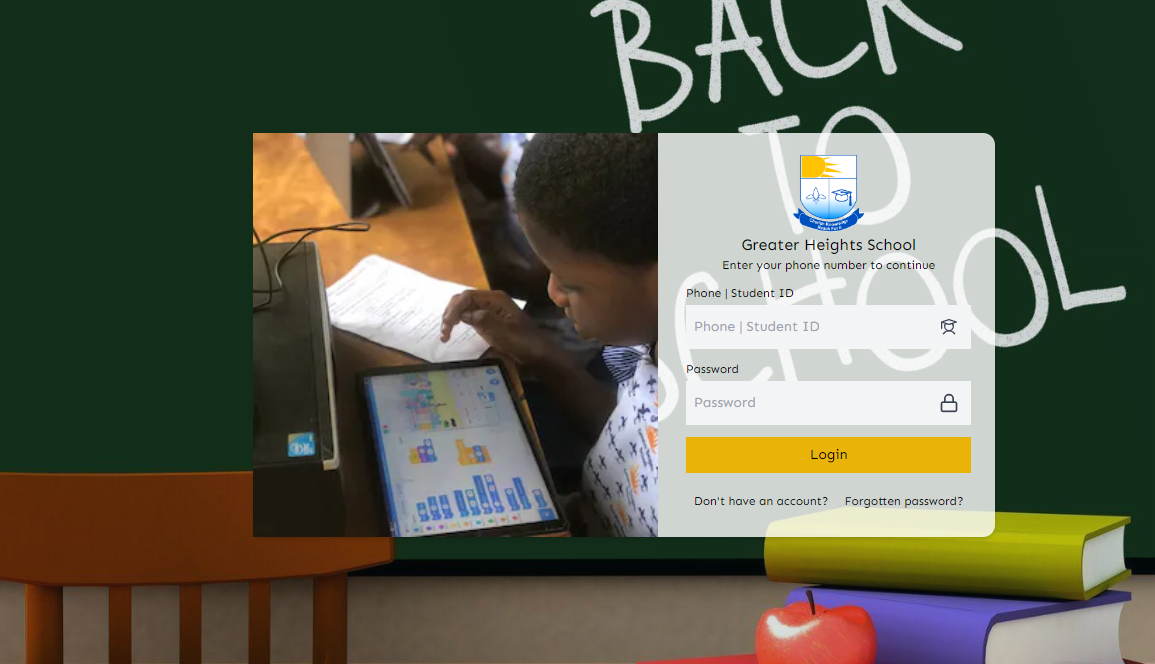 BACK
TO
SCHOOL
Greater Heights School
Enter your phone number to continue
Phone | Student ID
Phone | Student ID
Password
Password
Login
Don't have an account? Forgotten password?